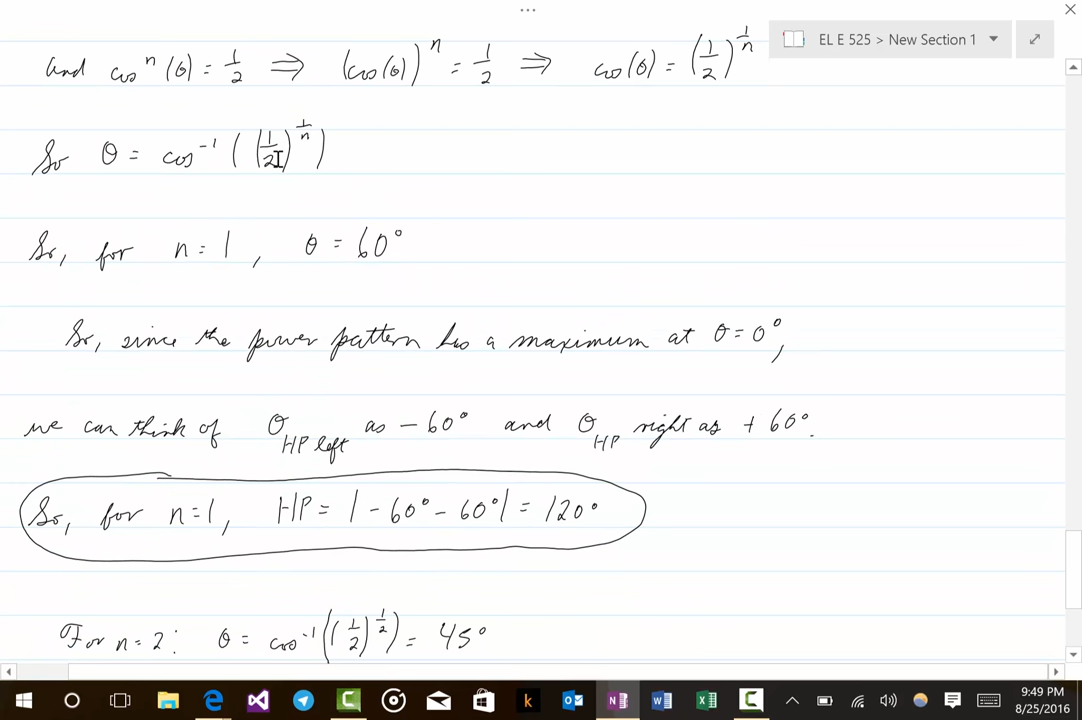 EL E 525 > New Section 1
and cosⁿ(θ) = 1/2 ⇒ (cos(θ))ⁿ = 1/2 ⇒ cos(θ) = (1/2)^(1/n)
So θ = cos⁻¹((1/2)^(1/n))
So, for n=1, θ = 60°
So, since the power pattern has a maximum at θ=0°,
we can think of θ_HP left as -60° and θ_HP right as +60°.
So, for n=1, HP = |-60° - 60°| = 120°
For n=2: θ = cos⁻¹((1/2)^(1/2)) = 45°
9:49 PM
8/25/2016